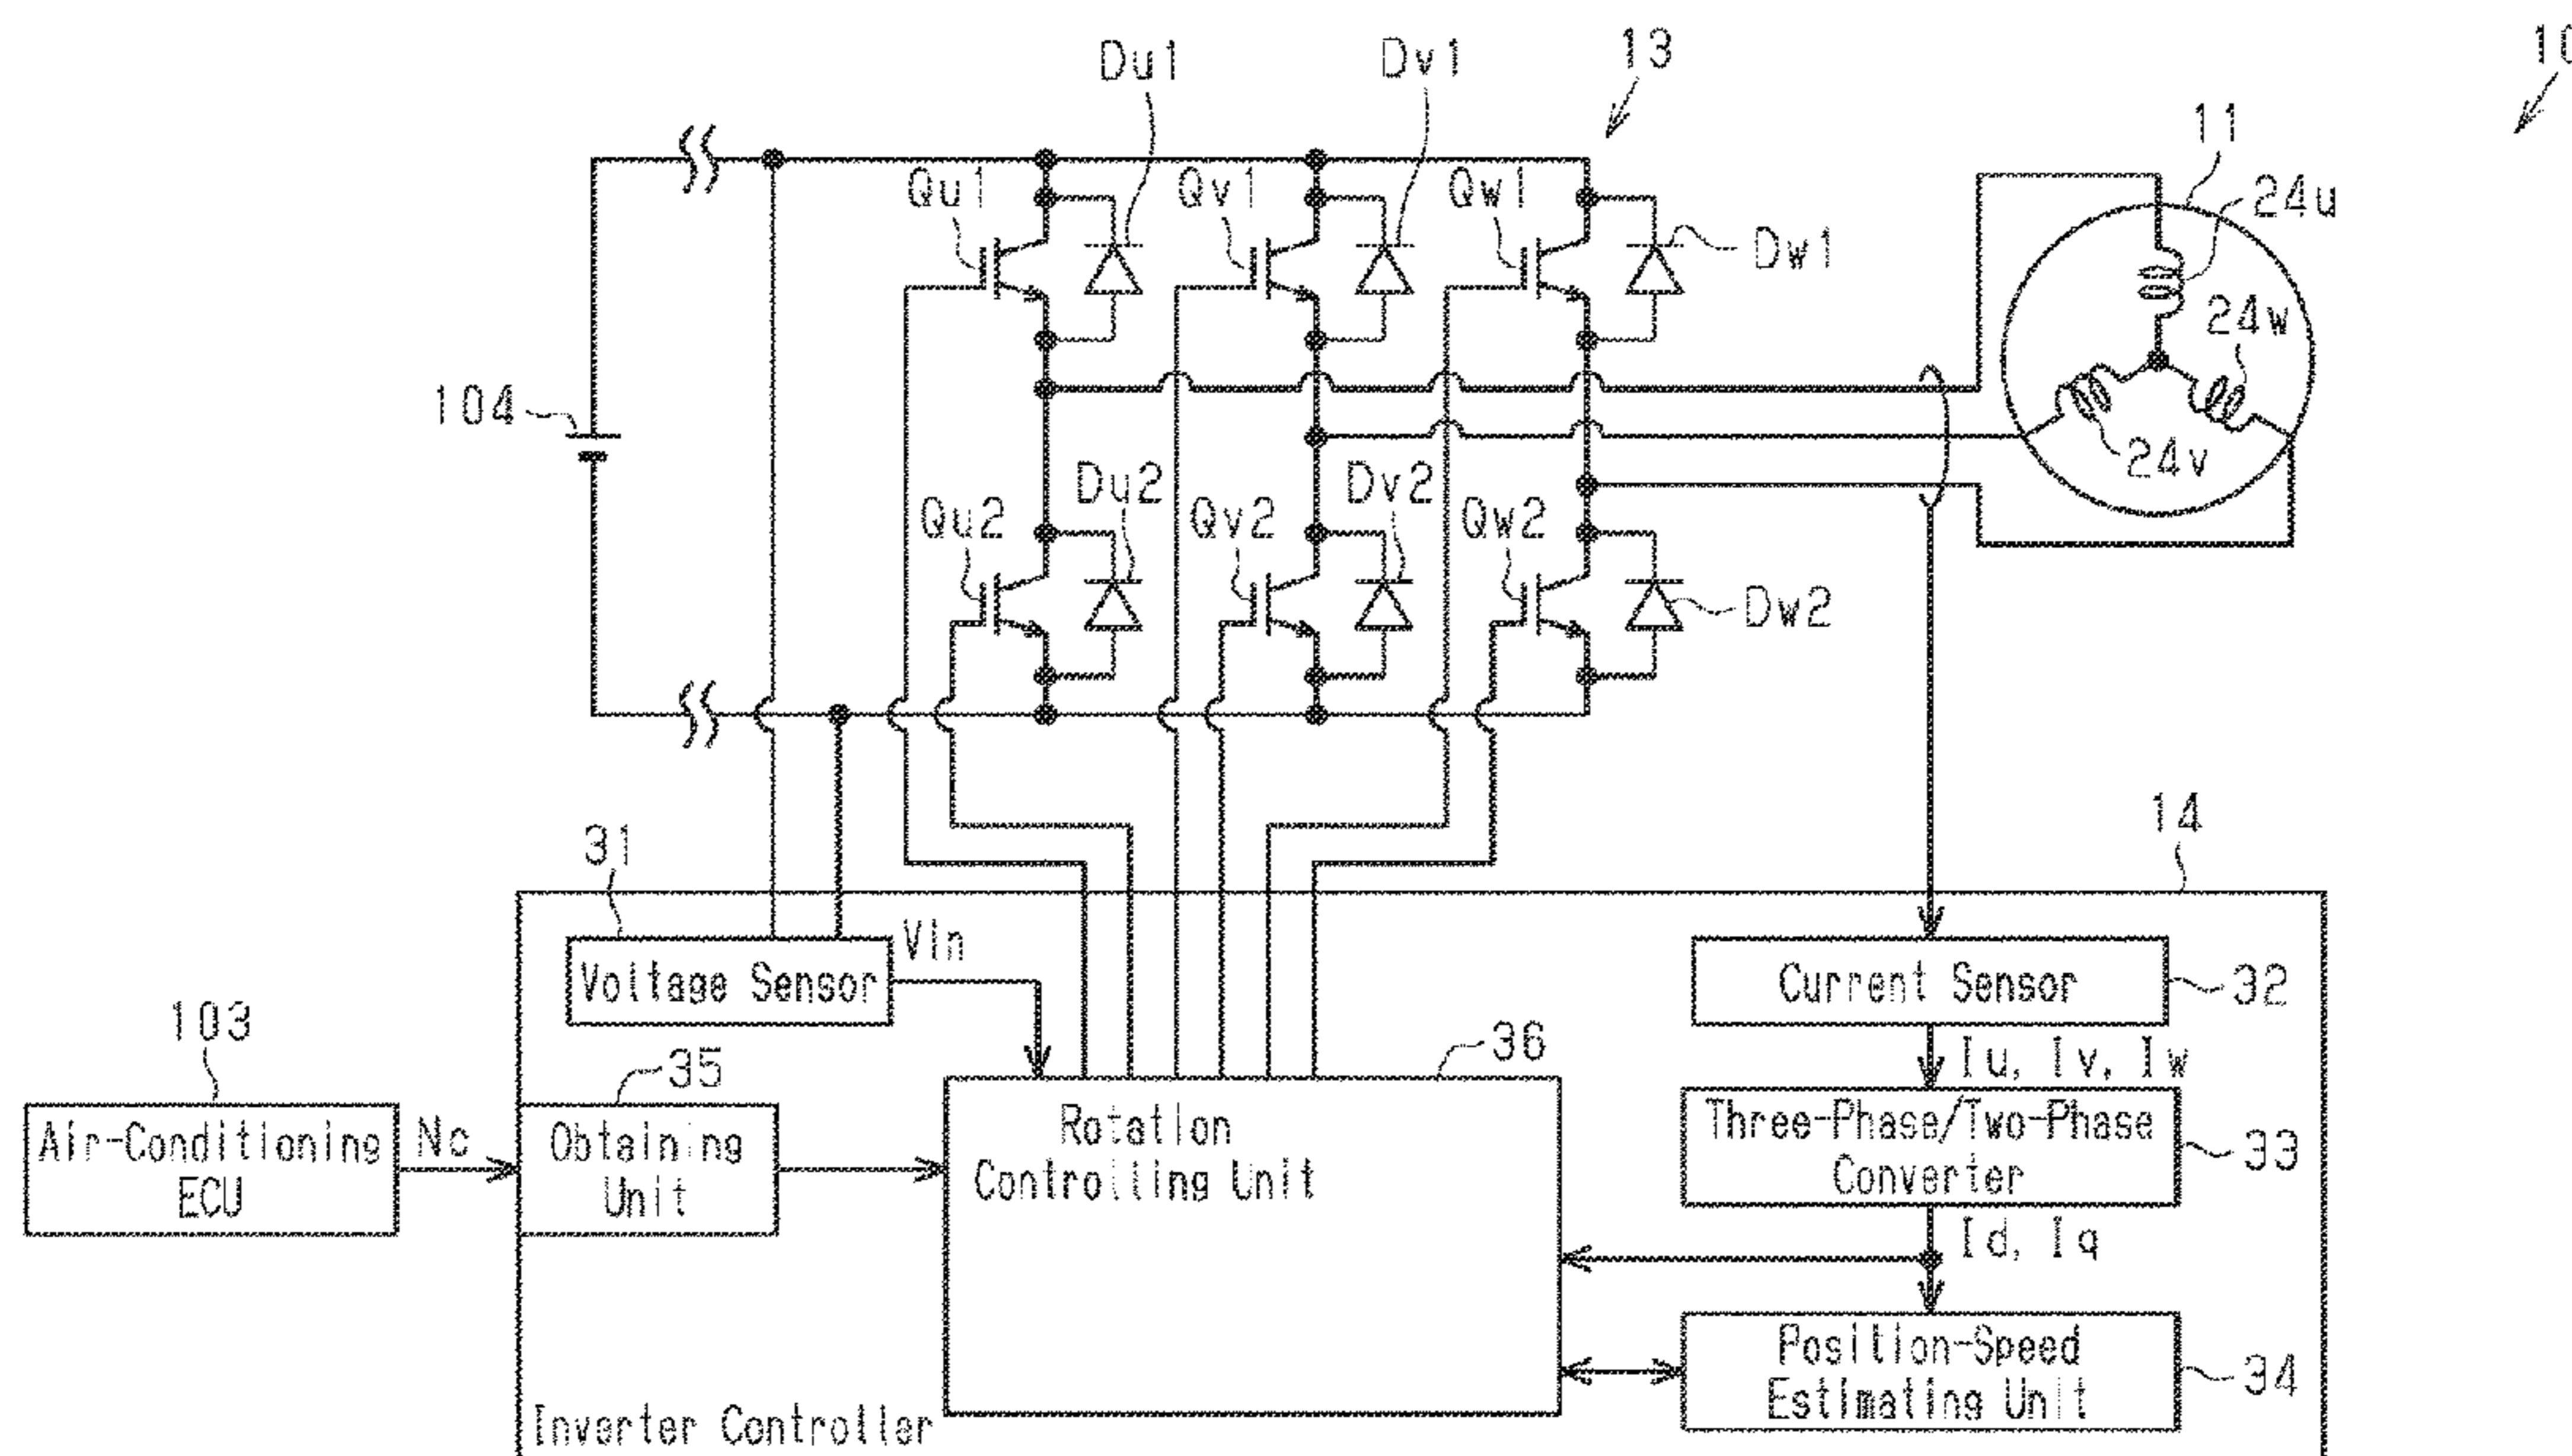 10
13
Du1
Dv1
11
Qu1
Qv1
Qw1
24u
Dw1
24w
104
24v
Du2
Dv2
Qu2
Qv2
Qw2
Dw2
14
31
VIn
Voltage Sensor
Current Sensor
32
103
35
36
Iu, Iv, Iw
Air-Conditioning
ECU
Nc
Obtaining
Unit
Rotation
Controlling Unit
Three-Phase/Two-Phase
Converter
33
Id, Iq
Position-Speed
Estimating Unit
34
Inverter Controller